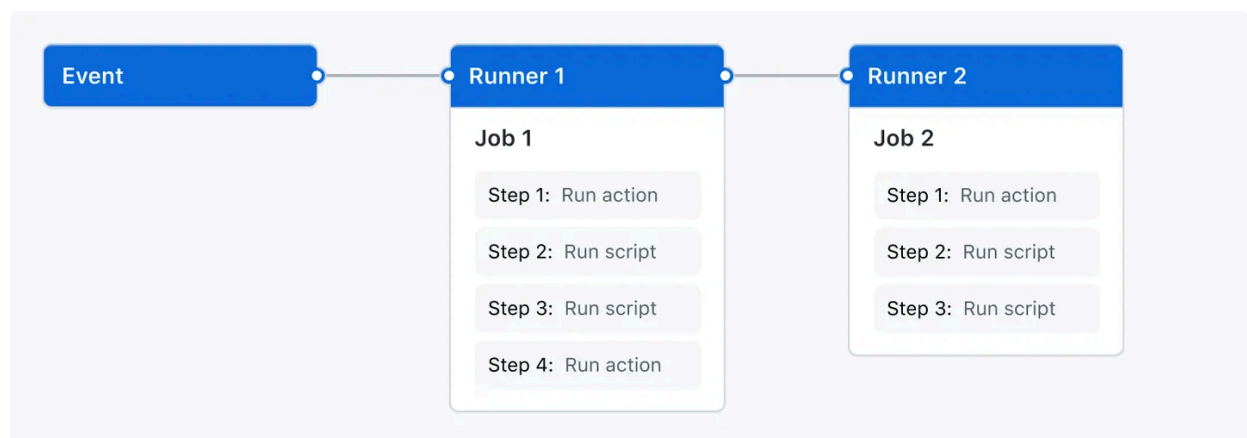 Event
Runner 1
Job 1
Step 1: Run action
Step 2: Run script
Step 3: Run script
Step 4: Run action
Runner 2
Job 2
Step 1: Run action
Step 2: Run script
Step 3: Run script